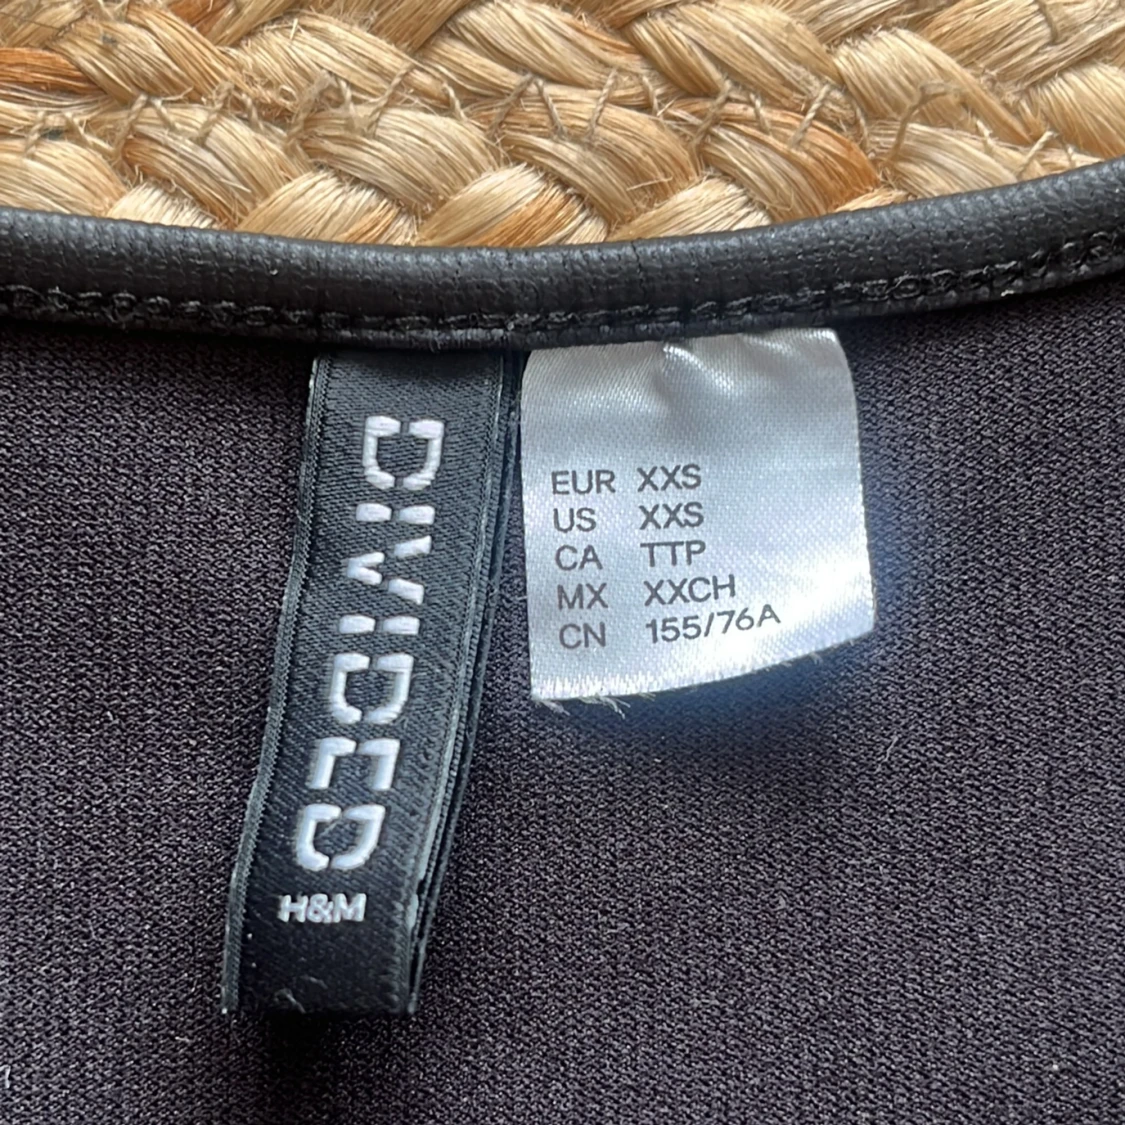 DIVIDED
H&M
EUR XXS
US XXS
CA TTP
MX XXCH
CN 155/76A